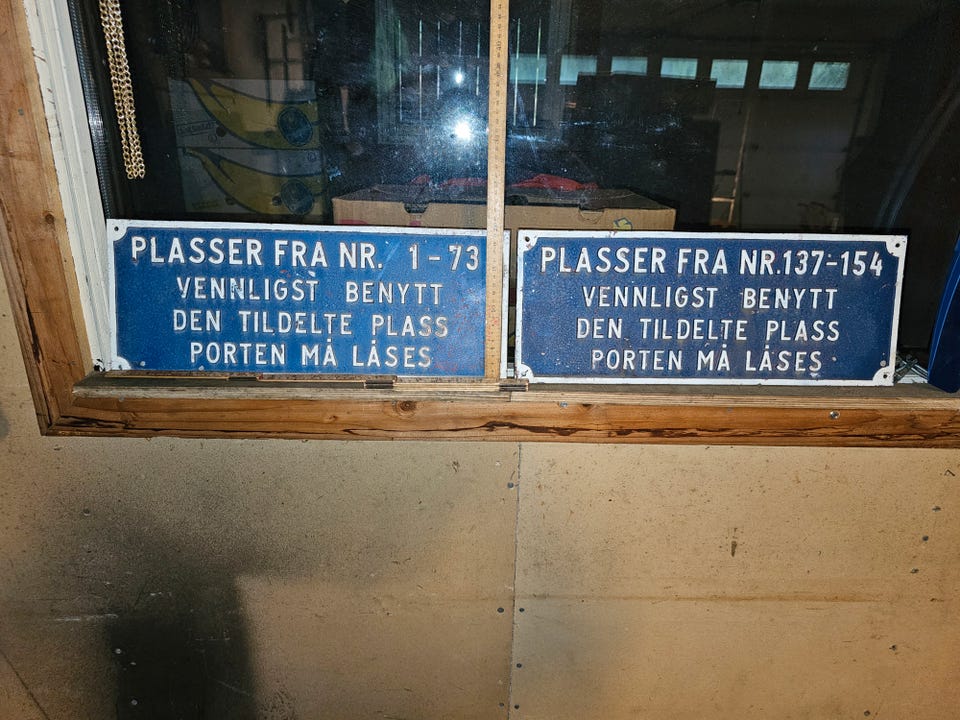 PLASSER FRA NR. 1-73
VENNLIGST BENYTT
DEN TILDELTE PLASS
PORTEN MÅ LÅSES
PLASSER FRA NR.137-154
VENNLIGST BENYTT
DEN TILDELTE PLASS
PORTEN MÅ LÅSES